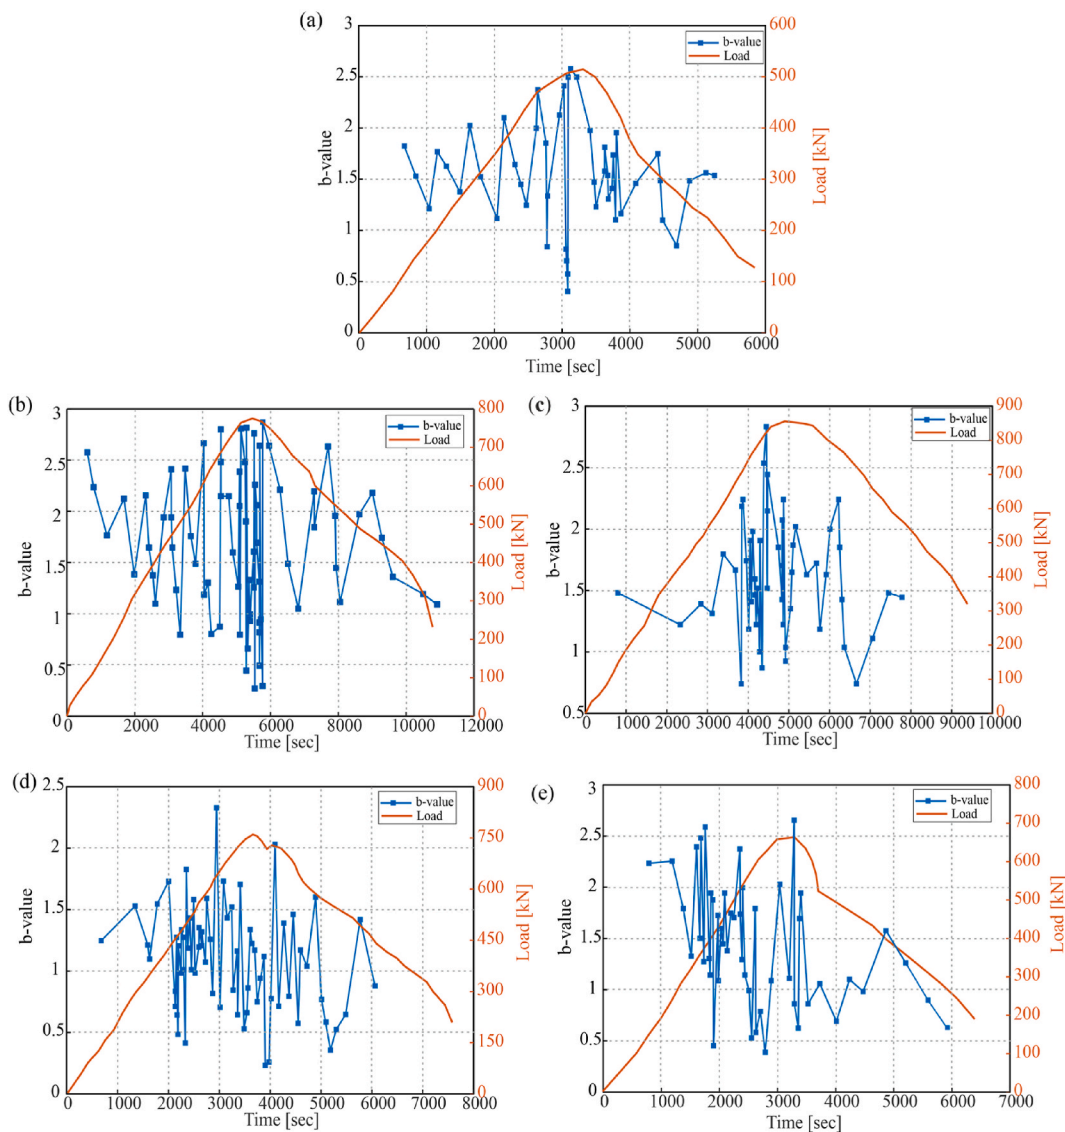 (a)
3
2.5
2
1.5
1
0.5
0
b-value
600
500
400
300
200
100
0
Load [kN]
b-value
Load
0 1000 2000 3000 4000 5000 6000
Time [sec]
(b)
3
2.5
2
1.5
1
0.5
0
b-value
800
700
600
500
400
300
200
100
0
Load [kN]
b-value
Load
0 2000 4000 6000 8000 10000 12000
Time [sec]
(c)
3
2.5
2
1.5
1
0.5
b-value
900
800
700
600
500
400
300
200
100
0
Load [kN]
b-value
Load
0 1000 2000 3000 4000 5000 6000 7000 8000 9000 10000
Time [sec]
(d)
2.5
2
1.5
1
0.5
0
b-value
900
750
600
450
300
150
0
Load [kN]
b-value
Load
0 1000 2000 3000 4000 5000 6000 7000 8000
Time [sec]
(e)
3
2.5
2
1.5
1
0.5
0
b-value
800
700
600
500
400
300
200
100
0
Load [kN]
b-value
Load
0 1000 2000 3000 4000 5000 6000 7000
Time [sec]